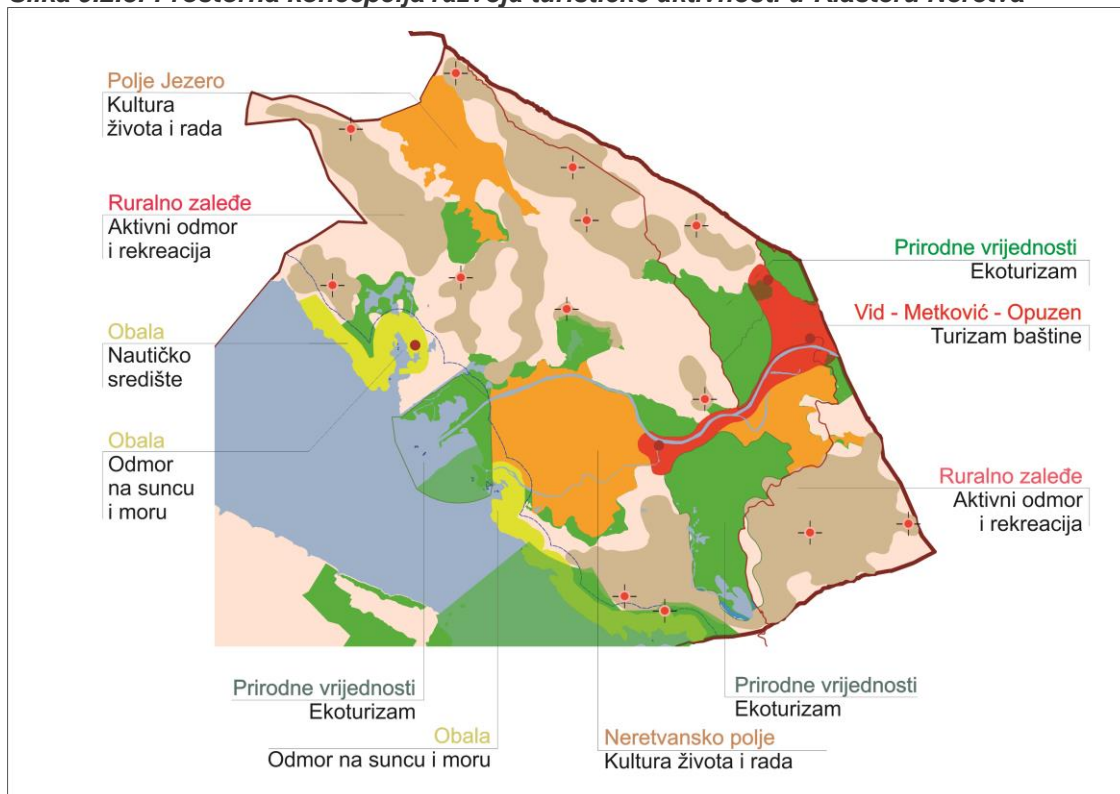 Polje Jezero
Kultura
života i rada
Ruralno zaleđe
Aktivni odmor
i rekreacija
Obala
Nautičko
središte
Obala
Odmor
na suncu
i moru
Prirodne vrijednosti
Ekoturizam
Vid - Metković - Opuzen
Turizam baštine
Ruralno zaleđe
Aktivni odmor
i rekreacija
Prirodne vrijednosti
Ekoturizam
Obala
Odmor na suncu i moru
Neretvansko polje
Kultura života i rada
Prirodne vrijednosti
Ekoturizam